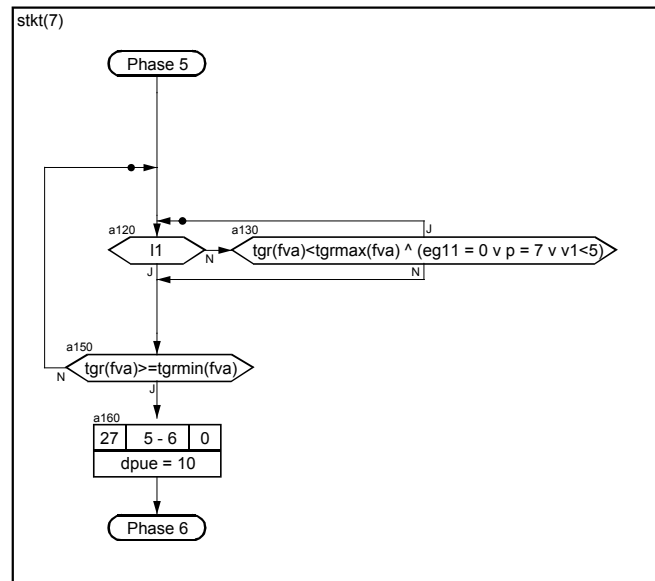 stkt(7)
Phase 5
a120
l1
J
N
a130
tgr(fva)<tgrmax(fva) ^ (eg11 = 0 v p = 7 v v1<5)
J
N
a150
tgr(fva)>=tgrmin(fva)
N
J
a160
27 5 - 6 0
dpue = 10
Phase 6